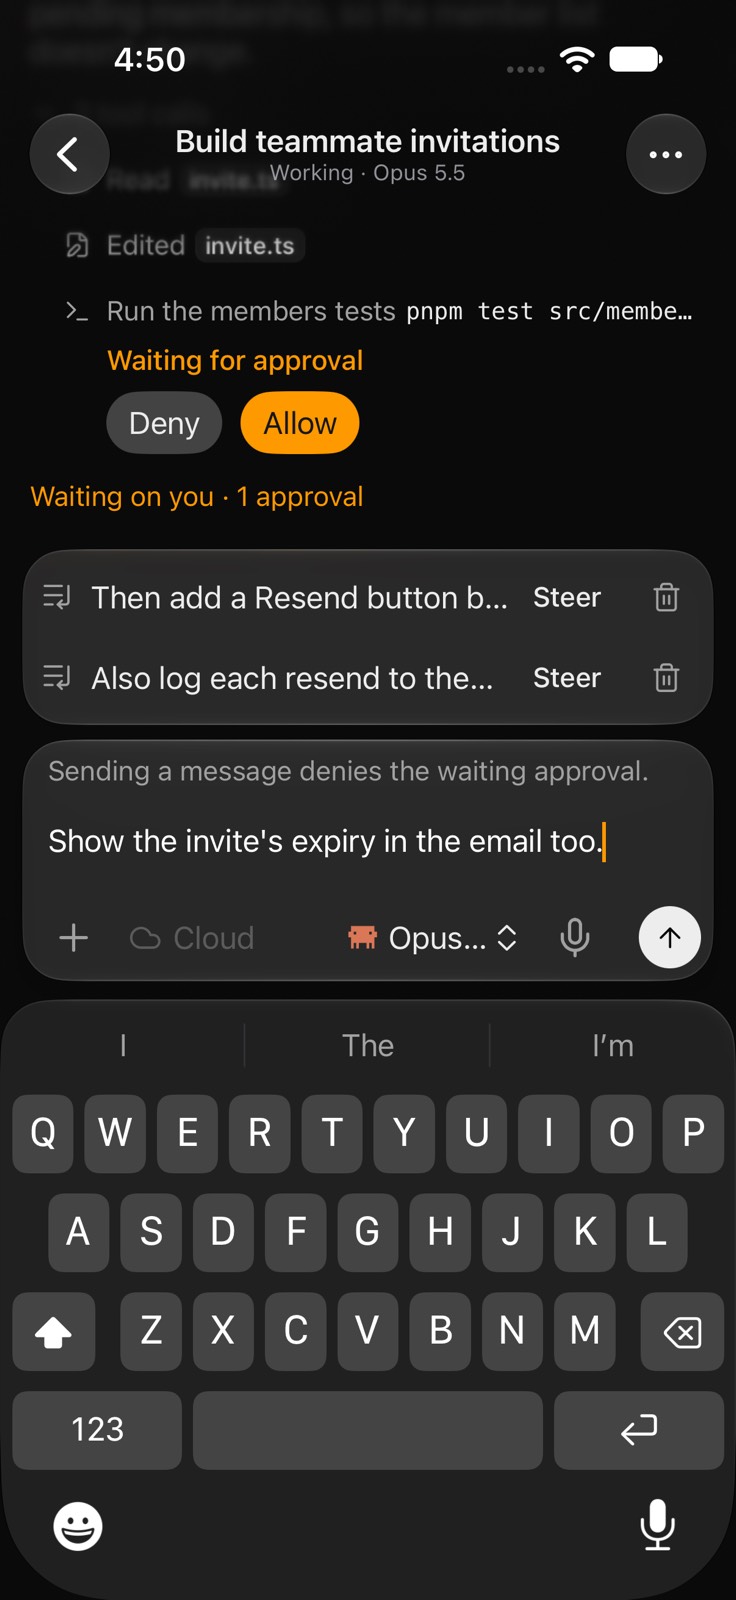 4:50
Build teammate invitations
Working · Opus 5.5
Read invite.ts
Edited invite.ts
Run the members tests pnpm test src/membe…
Waiting for approval
Deny Allow
Waiting on you · 1 approval
Then add a Resend button b... Steer
Also log each resend to the... Steer
Sending a message denies the waiting approval.
Show the invite's expiry in the email too.
Cloud Opus...
I The I'm
Q W E R T Y U I O P
A S D F G H J K L
Z X C V B N M
123